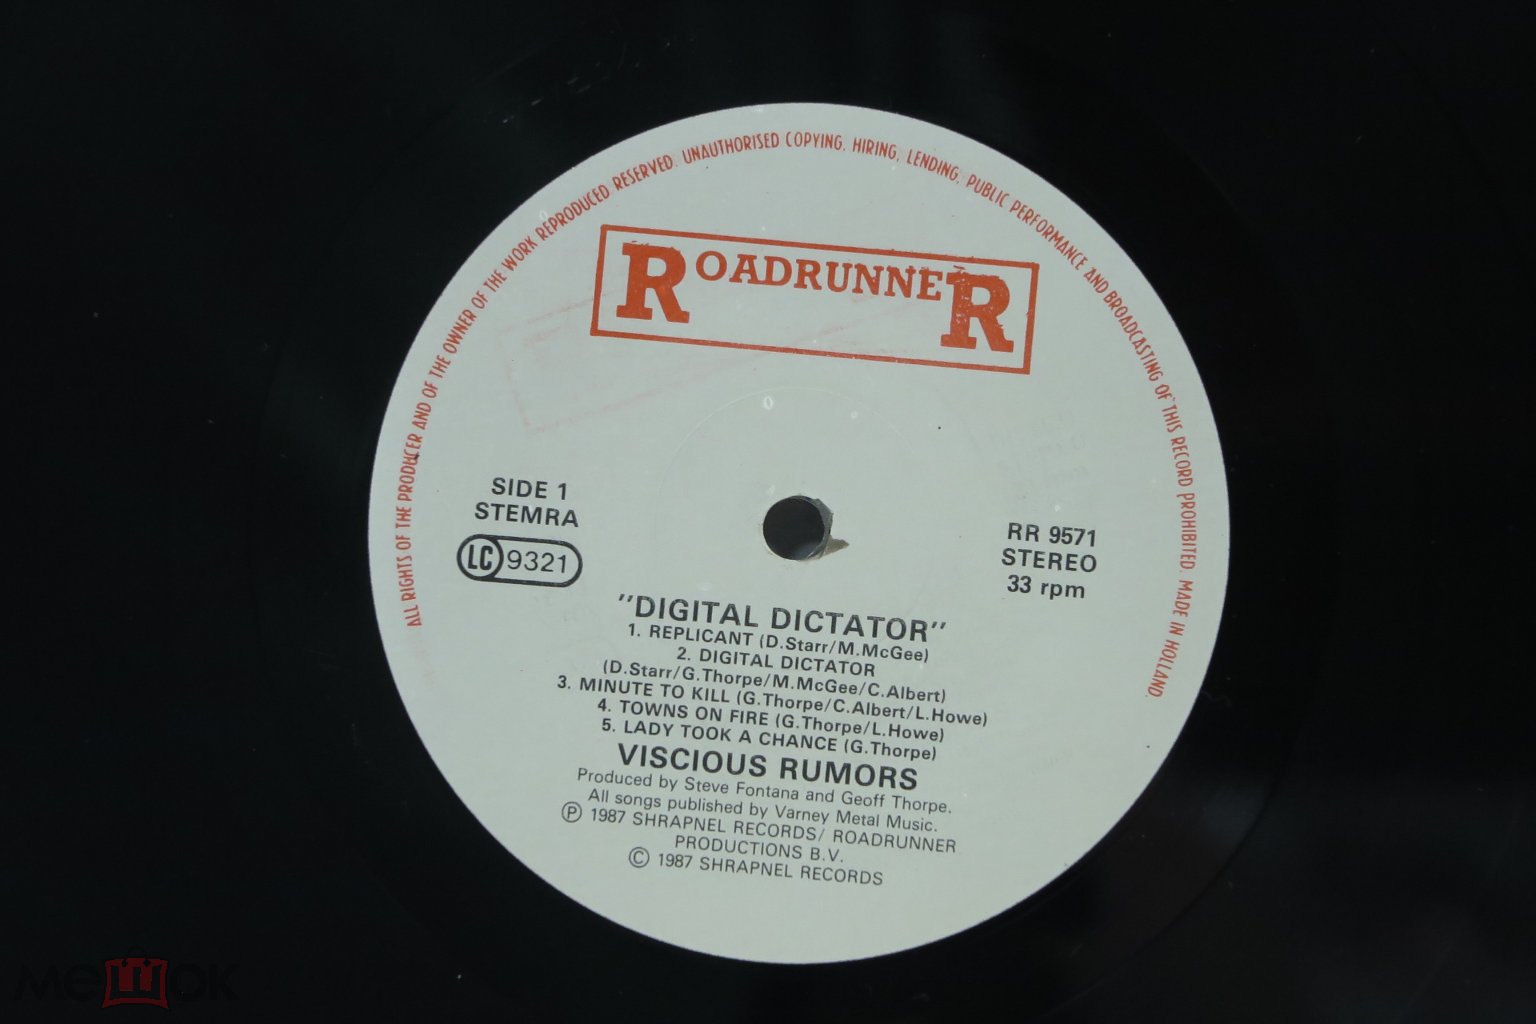 ALL RIGHTS OF THE PRODUCER AND OF THE OWNER OF THE WORK REPRODUCED RESERVED. UNAUTHORISED COPYING, HIRING, LENDING, PUBLIC PERFORMANCE AND BROADCASTING OF THIS RECORD PROHIBITED. MADE IN HOLLAND.
ROADRUNNER
SIDE 1
STEMRA
LC 9321
RR 9571
STEREO
33 rpm
"DIGITAL DICTATOR"
1. REPLICANT (D.Starr/M.McGee)
2. DIGITAL DICTATOR
(D.Starr/G.Thorpe/M.McGee/C.Albert)
3. MINUTE TO KILL (G.Thorpe/C.Albert/L.Howe)
4. TOWNS ON FIRE (G.Thorpe/L.Howe)
5. LADY TOOK A CHANCE (G.Thorpe)
VISCIOUS RUMORS
Produced by Steve Fontana and Geoff Thorpe.
All songs published by Varney Metal Music.
℗ 1987 SHRAPNEL RECORDS/ ROADRUNNER
PRODUCTIONS B.V.
© 1987 SHRAPNEL RECORDS
мешок